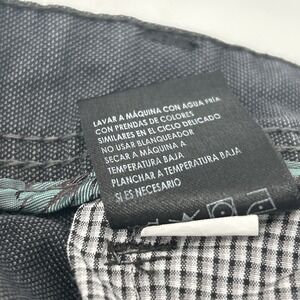 LAVAR A MÁQUINA CON AGUA FRÍA
CON PRENDAS DE COLORES
SIMILARES EN EL CICLO DELICADO
NO USAR BLANQUEADOR
SECAR A MÁQUINA A
TEMPERATURA BAJA
PLANCHAR A TEMPERATURA BAJA
SI ES NECESARIO